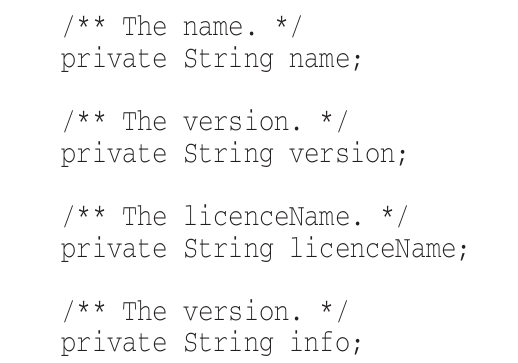 /** The name. */
private String name;
/** The version. */
private String version;
/** The licenceName. */
private String licenceName;
/** The version. */
private String info;